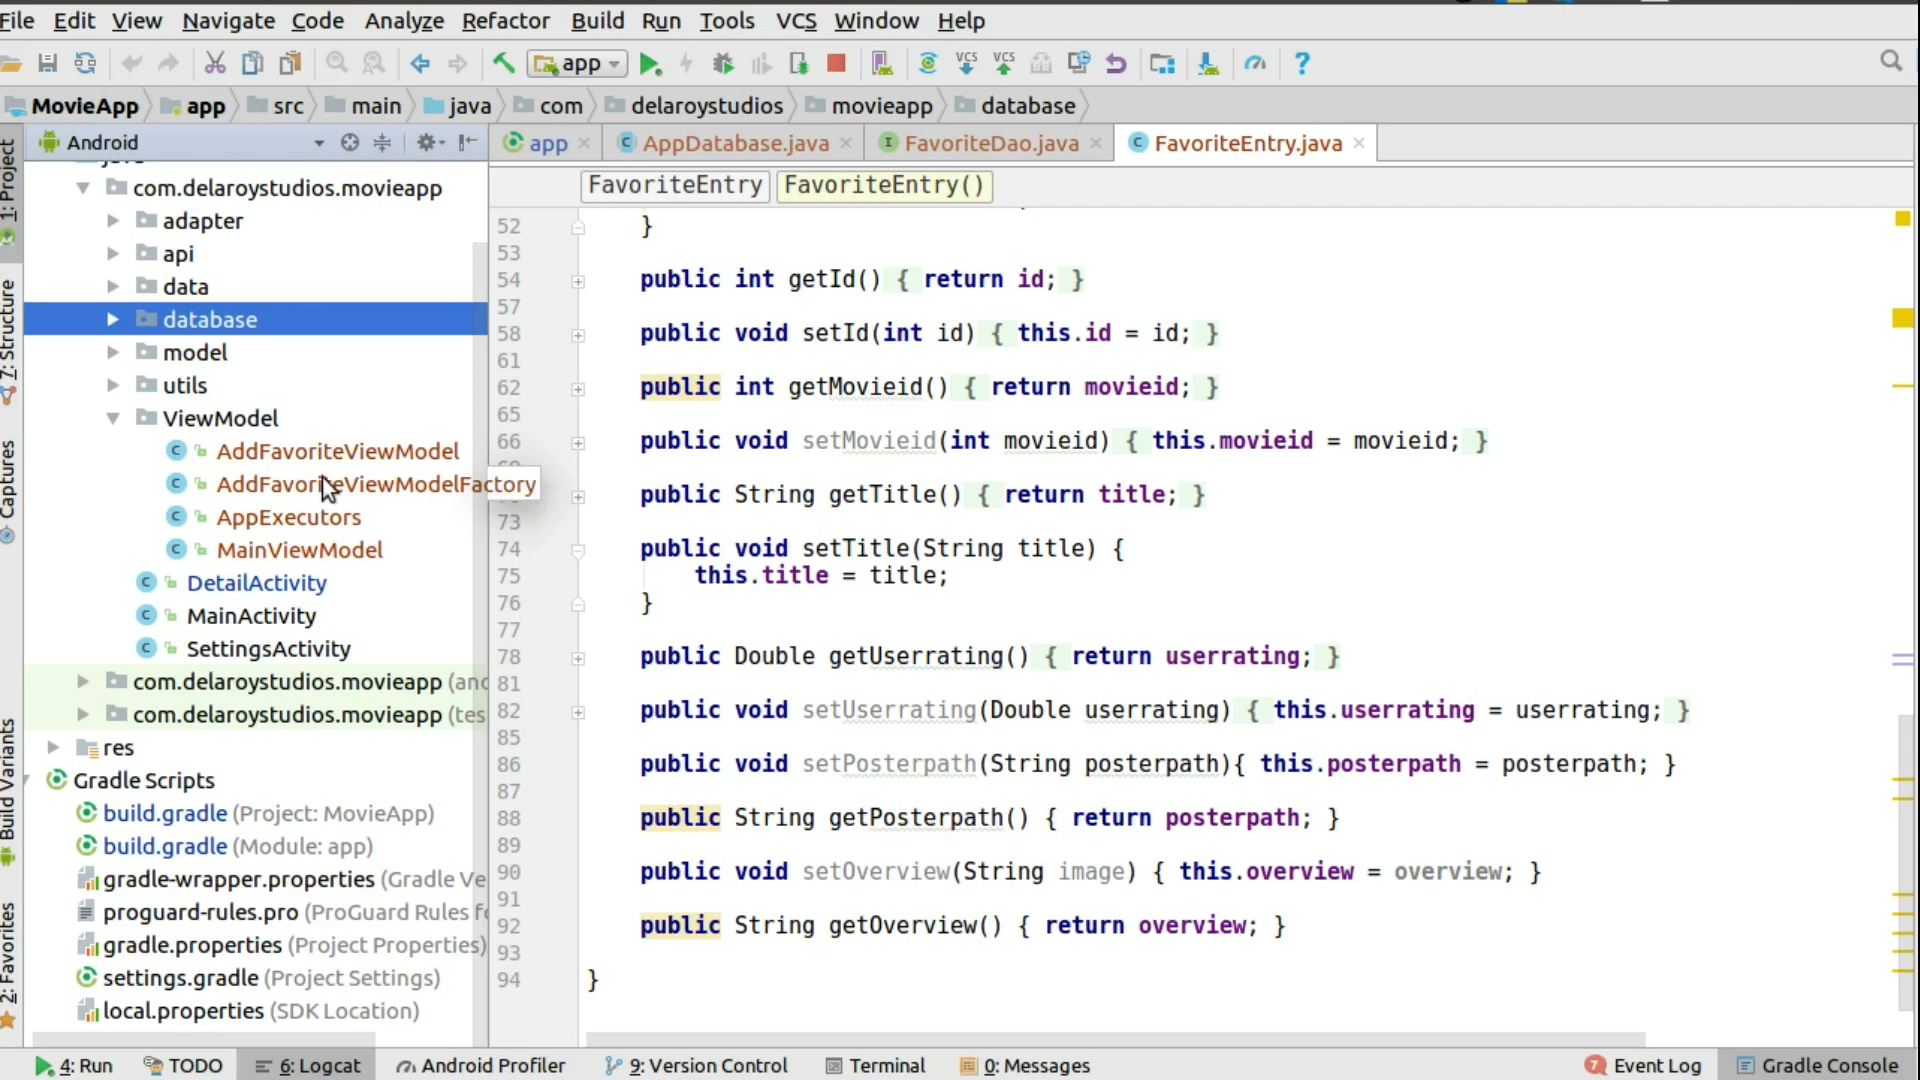 File Edit View Navigate Code Analyze Refactor Build Run Tools VCS Window Help
app VCS VCS ?
MovieApp app src main java com delaroystudios movieapp database
Android
app AppDatabase.java FavoriteDao.java FavoriteEntry.java
FavoriteEntry FavoriteEntry()
1: Project
7: Structure
Captures
Build Variants
2: Favorites
com.delaroystudios.movieapp
adapter
api
data
database
model
utils
ViewModel
AddFavoriteViewModel
AddFavoriteViewModelFactory
AppExecutors
MainViewModel
DetailActivity
MainActivity
SettingsActivity
com.delaroystudios.movieapp (and
com.delaroystudios.movieapp (tes
res
Gradle Scripts
build.gradle (Project: MovieApp)
build.gradle (Module: app)
gradle-wrapper.properties (Gradle Ve
proguard-rules.pro (ProGuard Rules fo
gradle.properties (Project Properties)
settings.gradle (Project Settings)
local.properties (SDK Location)
52 }
53
54 public int getId() { return id; }
57
58 public void setId(int id) { this.id = id; }
61
62 public int getMovieid() { return movieid; }
65
66 public void setMovieid(int movieid) { this.movieid = movieid; }
public String getTitle() { return title; }
73
74 public void setTitle(String title) {
75 this.title = title;
76 }
77
78 public Double getUserrating() { return userrating; }
81
82 public void setUserrating(Double userrating) { this.userrating = userrating; }
85
86 public void setPosterpath(String posterpath){ this.posterpath = posterpath; }
87
88 public String getPosterpath() { return posterpath; }
89
90 public void setOverview(String image) { this.overview = overview; }
91
92 public String getOverview() { return overview; }
93
94 }
4: Run TODO 6: Logcat Android Profiler 9: Version Control Terminal 0: Messages 7 Event Log Gradle Console